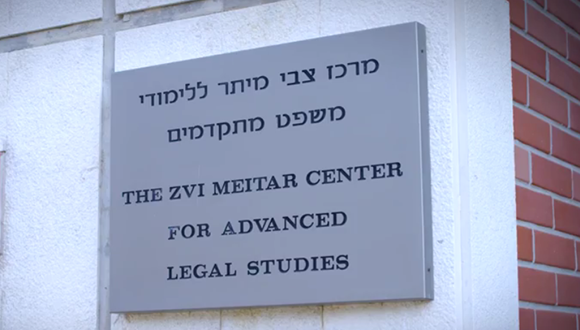 מרכז צבי מיתר ללימודי
משפט מתקדמים
THE ZVI MEITAR CENTER
FOR ADVANCED
LEGAL STUDIES